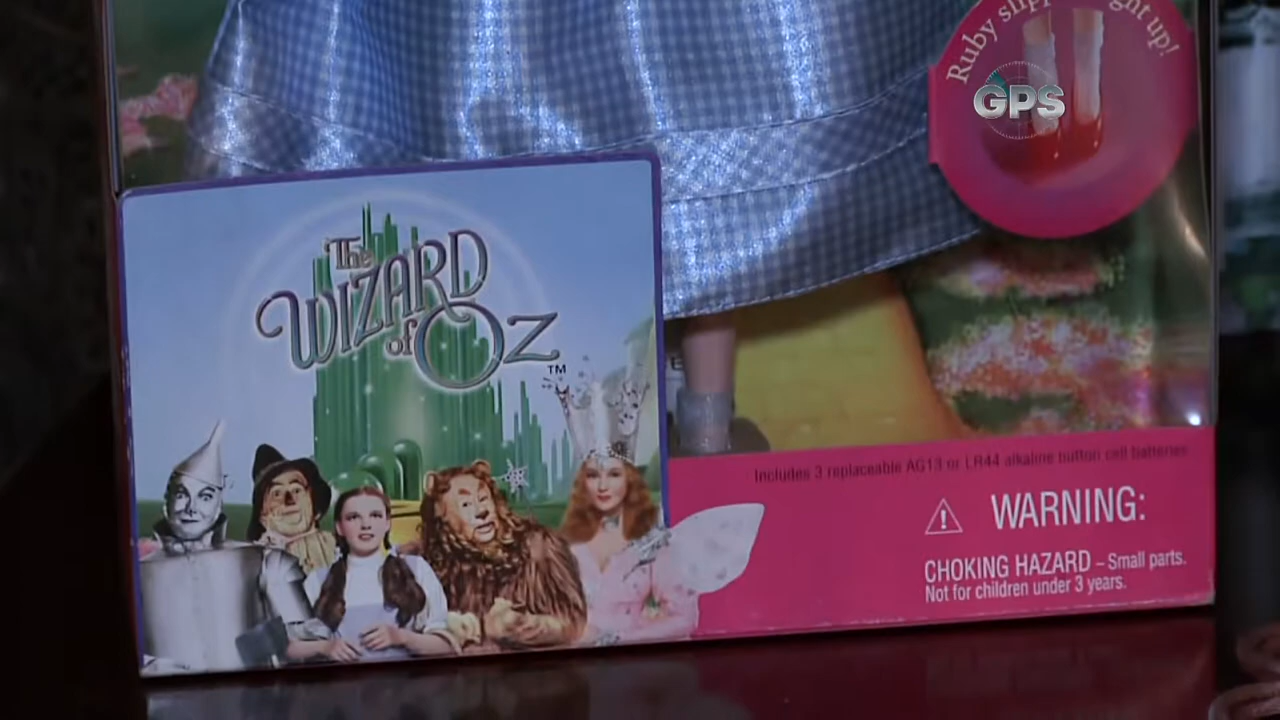 Ruby slipp ght up!
GPS
The
WIZARD
of OZ
TM
Includes 3 replaceable AG13 or LR44 alkaline button cell batteries
WARNING:
CHOKING HAZARD – Small parts.
Not for children under 3 years.